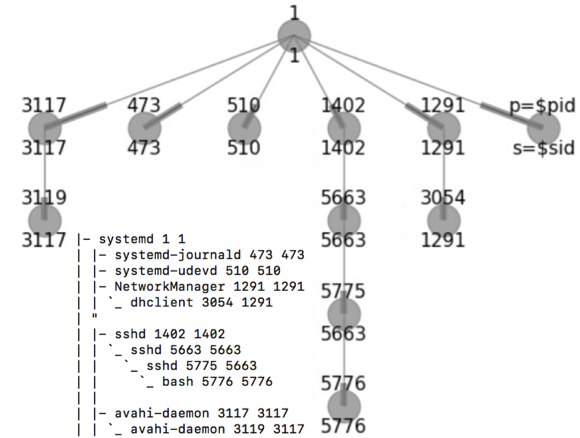 1
1
3117 473 510 1402 1291 p=$pid
3117 473 510 1402 1291 s=$sid
3119 5663 3054
3117 5663 1291
5775
5663
5776
5776
|- systemd 1 1
| |- systemd-journald 473 473
| |- systemd-udevd 510 510
| |- NetworkManager 1291 1291
| | `_ dhclient 3054 1291
| "
| |- sshd 1402 1402
| | `_ sshd 5663 5663
| |   `_ sshd 5775 5663
| |     `_ bash 5776 5776
| |
| |- avahi-daemon 3117 3117
| | `_ avahi-daemon 3119 3117